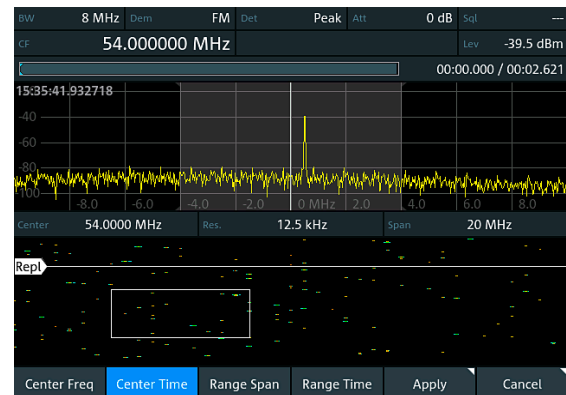 BW 8 MHz Dem FM Det Peak Att 0 dB Sql ---
CF 54.000000 MHz Lev -39.5 dBm
00:00.000 / 00:02.621
15:35:41.932718
-40
-60
-80
-100
-8.0 -6.0 -4.0 -2.0 0 MHz 2.0 4.0 6.0 8.0
Center 54.0000 MHz Res. 12.5 kHz Span 20 MHz
Repl
Center Freq Center Time Range Span Range Time Apply Cancel